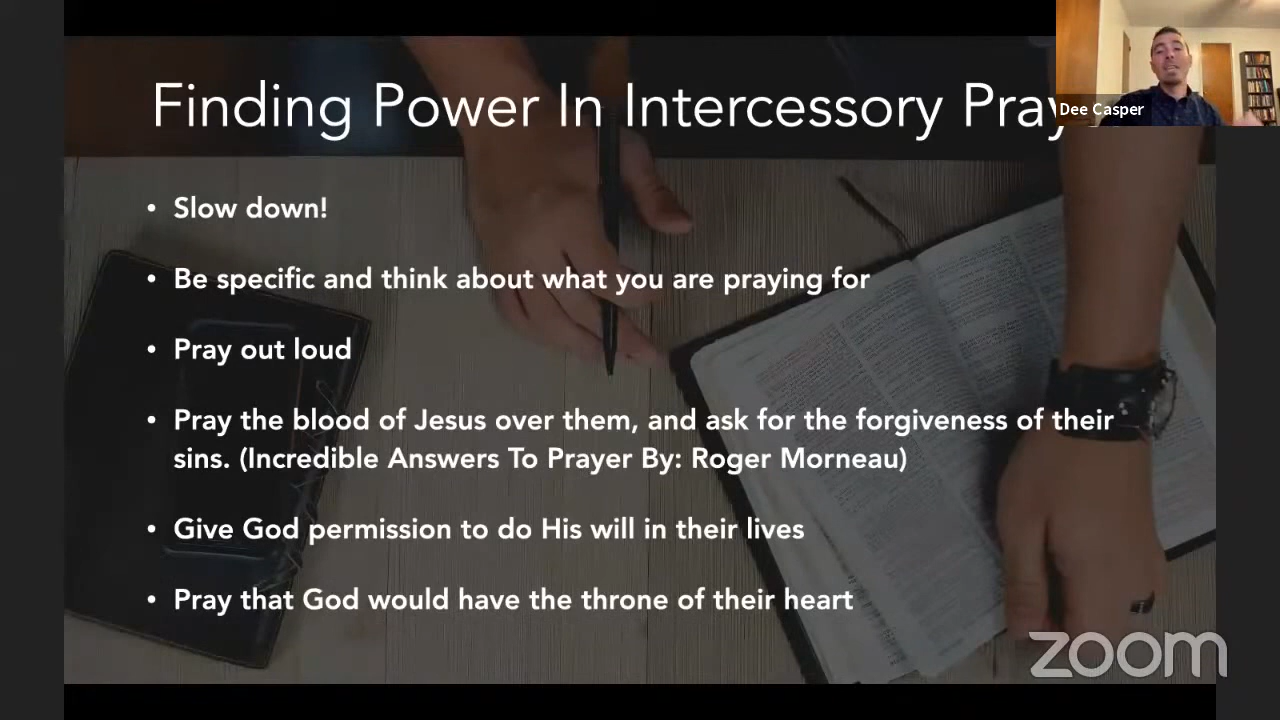 Finding Power In Intercessory Pray
Dee Casper
• Slow down!
• Be specific and think about what you are praying for
• Pray out loud
• Pray the blood of Jesus over them, and ask for the forgiveness of their
sins. (Incredible Answers To Prayer By: Roger Morneau)
• Give God permission to do His will in their lives
• Pray that God would have the throne of their heart
zoom